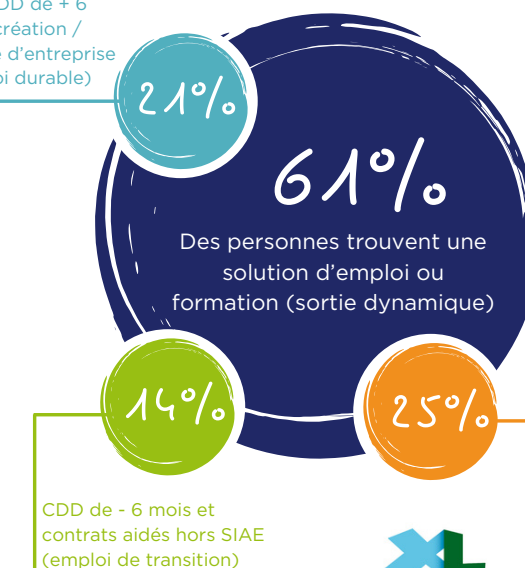 CDD de + 6
création /
d'entreprise
durable)
21%
61%
Des personnes trouvent une
solution d'emploi ou
formation (sortie dynamique)
14%
25%
CDD de - 6 mois et
contrats aidés hors SIAE
(emploi de transition)